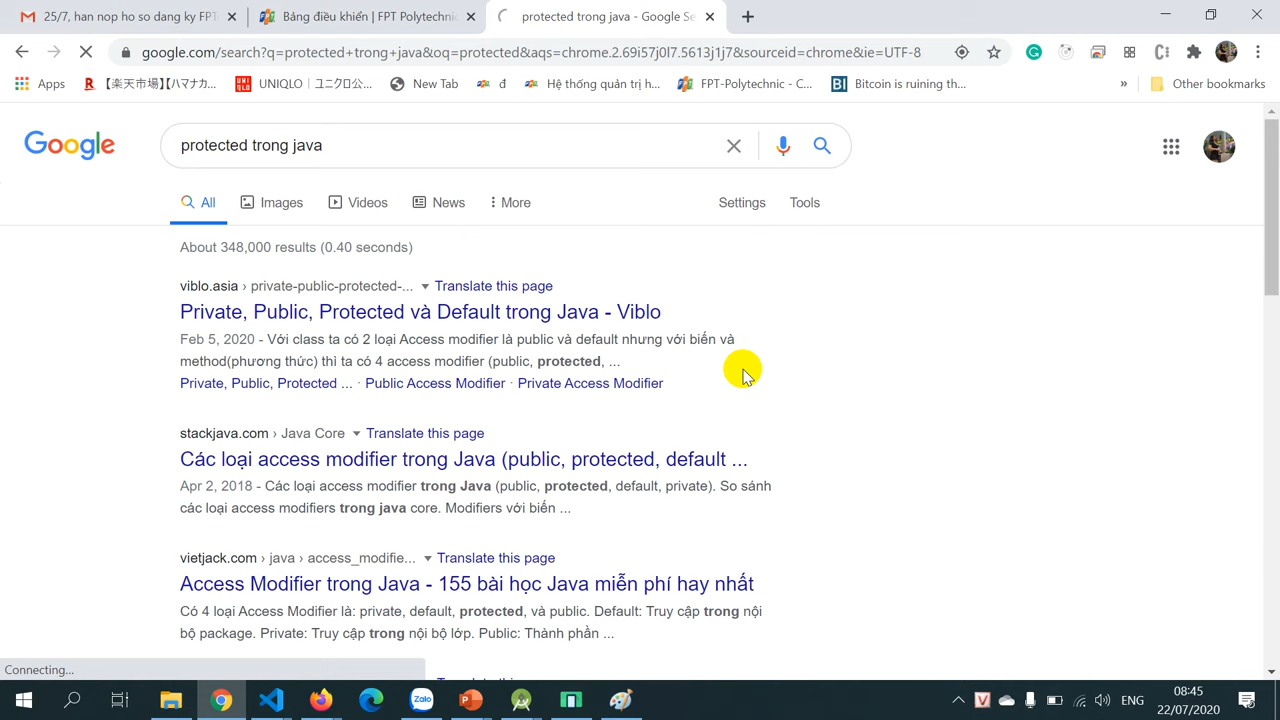 25/7, han nop ho so dang ky FPT
Bảng điều khiển | FPT Polytechnic
protected trong java - Google Se
google.com/search?q=protected+trong+java&oq=protected&aqs=chrome.2.69i57j0l7.5613j1j7&sourceid=chrome&ie=UTF-8
Apps
【楽天市場】【ハマナカ...
UNIQLO｜ユニクロ公...
New Tab
đ
Hệ thống quản trị h...
FPT-Polytechnic - C...
Bitcoin is ruining th...
»
Other bookmarks
Google
protected trong java
All
Images
Videos
News
More
Settings
Tools
About 348,000 results (0.40 seconds)
viblo.asia › private-public-protected-... Translate this page
Private, Public, Protected và Default trong Java - Viblo
Feb 5, 2020 - Với class ta có 2 loại Access modifier là public và default nhưng với biến và
method(phương thức) thì ta có 4 access modifier (public, protected, ...
Private, Public, Protected ... · Public Access Modifier · Private Access Modifier
stackjava.com › Java Core Translate this page
Các loại access modifier trong Java (public, protected, default ...
Apr 2, 2018 - Các loại access modifier trong Java (public, protected, default, private). So sánh
các loại access modifiers trong java core. Modifiers với biến ...
vietjack.com › java › access_modifie... Translate this page
Access Modifier trong Java - 155 bài học Java miễn phí hay nhất
Có 4 loại Access Modifier là: private, default, protected, và public. Default: Truy cập trong nội
bộ package. Private: Truy cập trong nội bộ lớp. Public: Thành phần ...
Connecting...
Zalo
ENG
08:45
22/07/2020